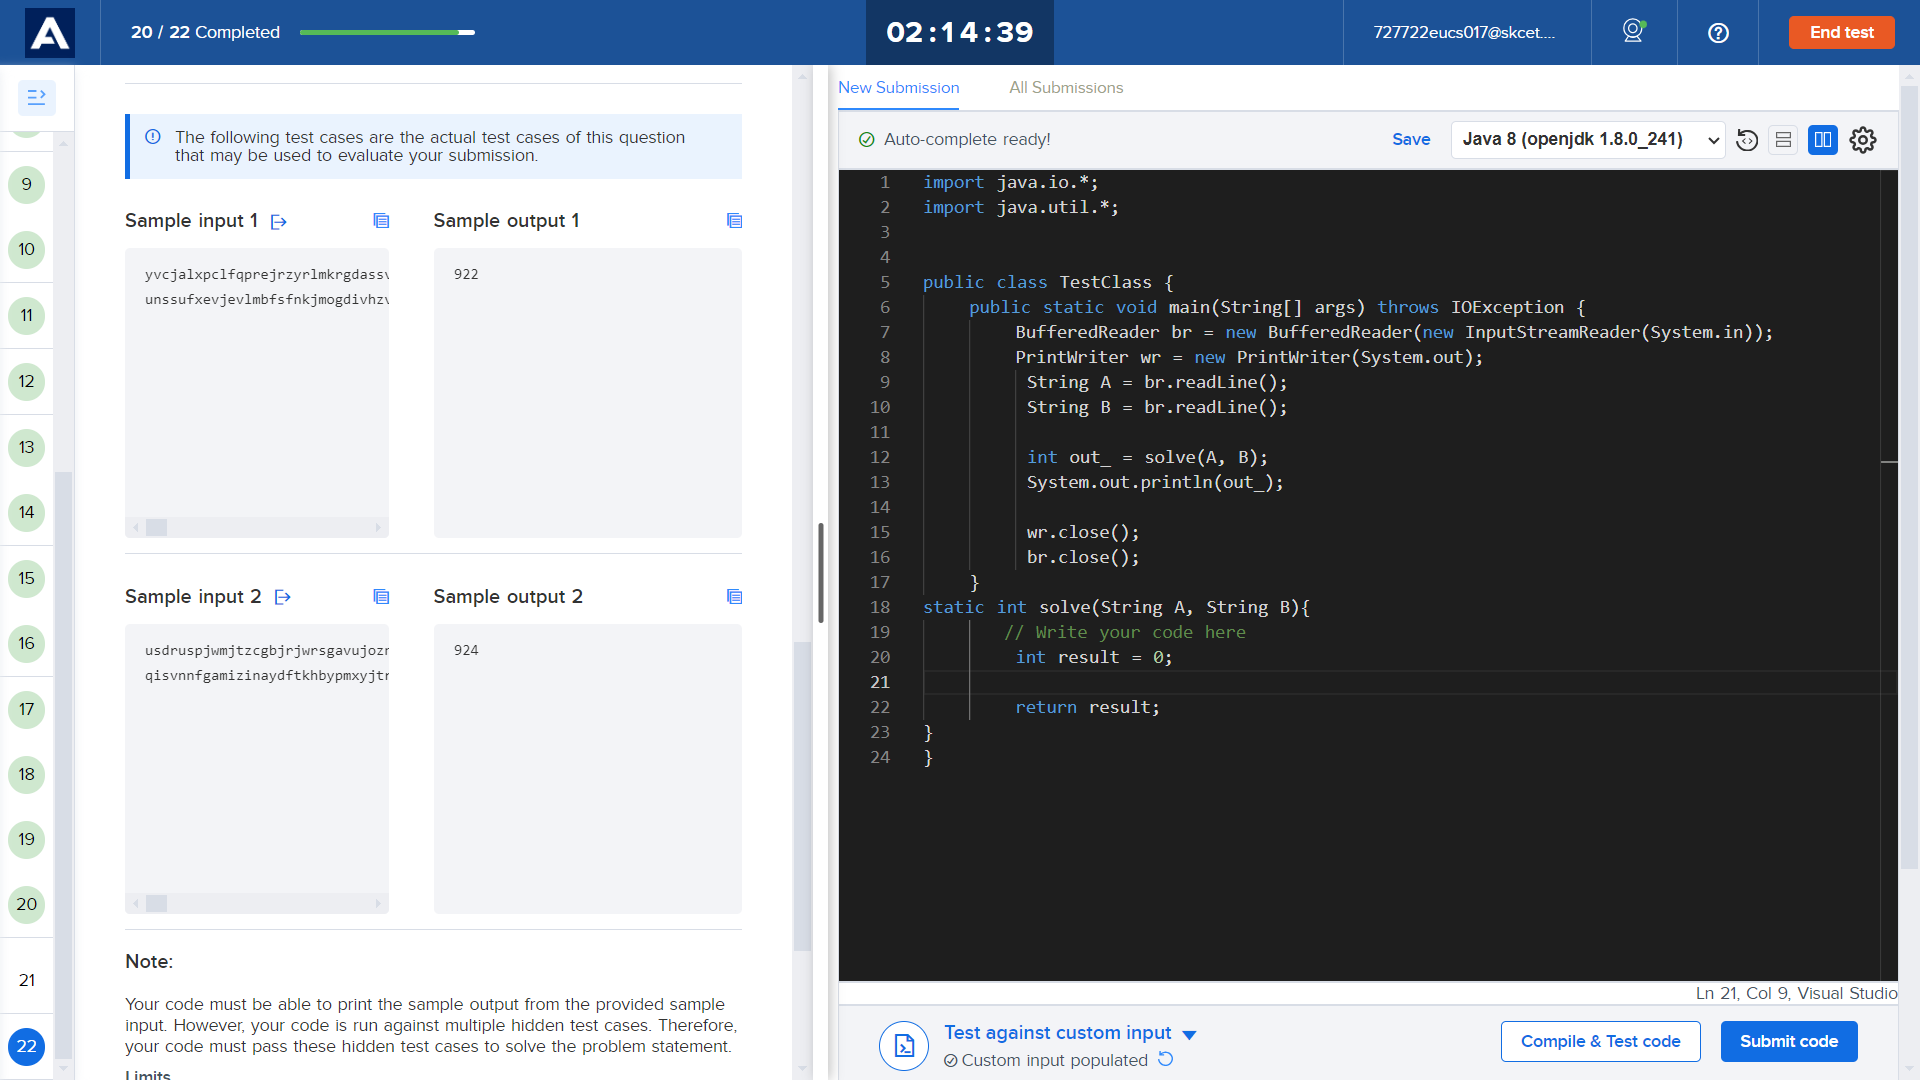 20 / 22 Completed
02:14:39
727722eucs017@skcet....
End test
9
10
11
12
13
14
15
16
17
18
19
20
21
22
The following test cases are the actual test cases of this question
that may be used to evaluate your submission.
Sample input 1
Sample output 1
yvcjalxpclfqprejrzyrlmkrgdassv
unssufxevjevlmbfsfnkjmogdivhzv
922
Sample input 2
Sample output 2
usdruspjwmjtzcgbjrjwrsgavujozr
qisvnnfgamizinaydftkhbypmxyjtr
924
Note:
Your code must be able to print the sample output from the provided sample
input. However, your code is run against multiple hidden test cases. Therefore,
your code must pass these hidden test cases to solve the problem statement.
Limits
New Submission
All Submissions
Auto-complete ready!
Save
Java 8 (openjdk 1.8.0_241)
1 import java.io.*;
2 import java.util.*;
3
4
5 public class TestClass {
6 public static void main(String[] args) throws IOException {
7 BufferedReader br = new BufferedReader(new InputStreamReader(System.in));
8 PrintWriter wr = new PrintWriter(System.out);
9 String A = br.readLine();
10 String B = br.readLine();
11
12 int out_ = solve(A, B);
13 System.out.println(out_);
14
15 wr.close();
16 br.close();
17 }
18 static int solve(String A, String B){
19 // Write your code here
20 int result = 0;
21
22 return result;
23 }
24 }
Ln 21, Col 9, Visual Studio
Test against custom input
Custom input populated
Compile & Test code
Submit code